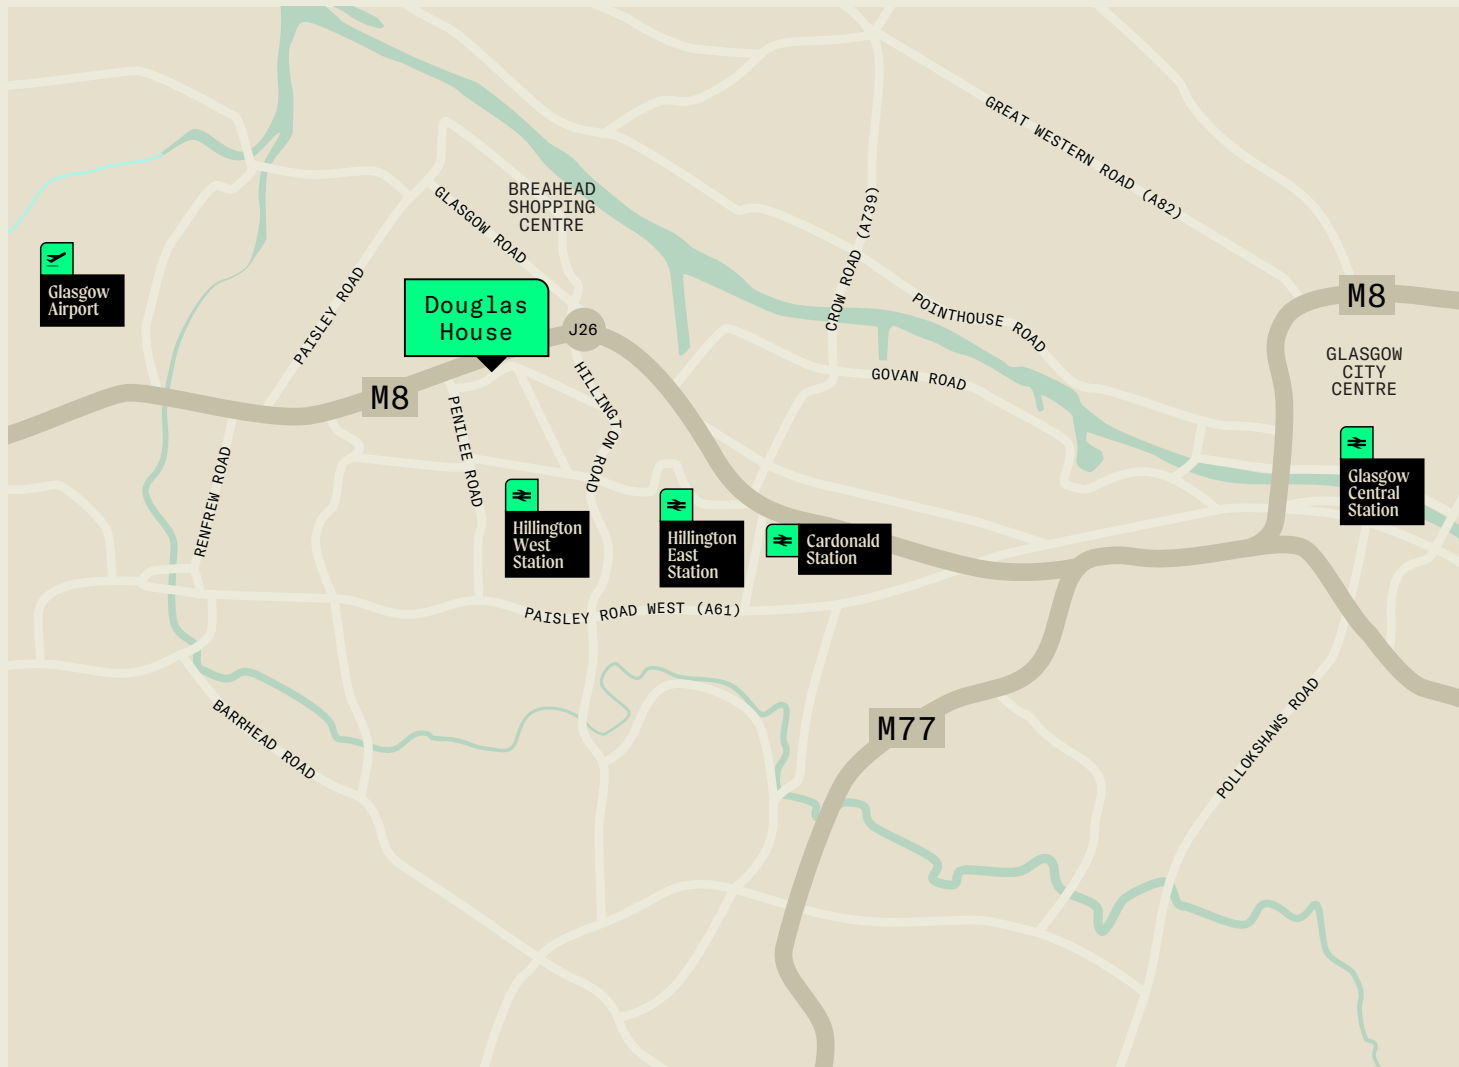 GREAT WESTERN ROAD (A82)
BREAHEAD
SHOPPING
CENTRE
GLASGOW ROAD
CROW ROAD (A739)
Glasgow
Airport
PAISLEY ROAD
Douglas
House
J26
POINTHOUSE ROAD
M8
GLASGOW
CITY
CENTRE
M8
HILLINGTON ROAD
GOVAN ROAD
PENILEE ROAD
RENFREW ROAD
Hillington
West
Station
Hillington
East
Station
Cardonald
Station
Glasgow
Central
Station
PAISLEY ROAD WEST (A61)
BARRHEAD ROAD
M77
POLLOKSHAWS ROAD